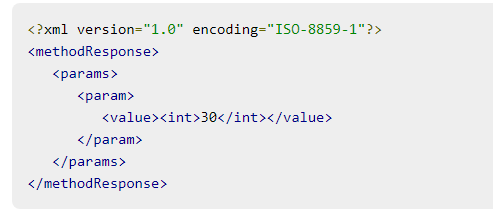 <?xml version="1.0" encoding="ISO-8859-1"?>
<methodResponse>
   <params>
      <param>
         <value><int>30</int></value>
      </param>
   </params>
</methodResponse>